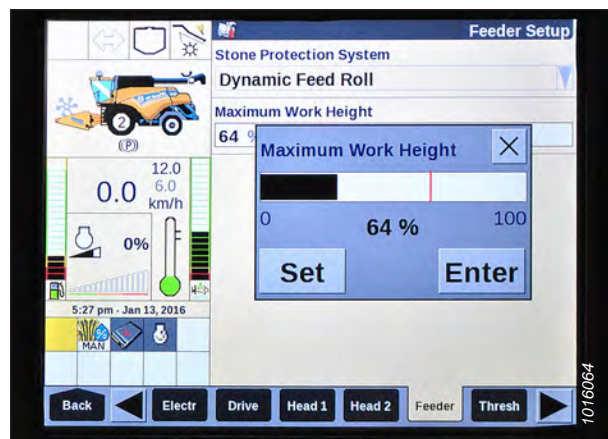 Feeder Setup
Stone Protection System
Dynamic Feed Roll
Maximum Work Height
64 %
Maximum Work Height
0
64 %
100
Set
Enter
2
(P)
12.0
0.0
6.0
km/h
0%
5:27 pm - Jan 13, 2016
MAN
Back
Electr
Drive
Head 1
Head 2
Feeder
Thresh
1016064